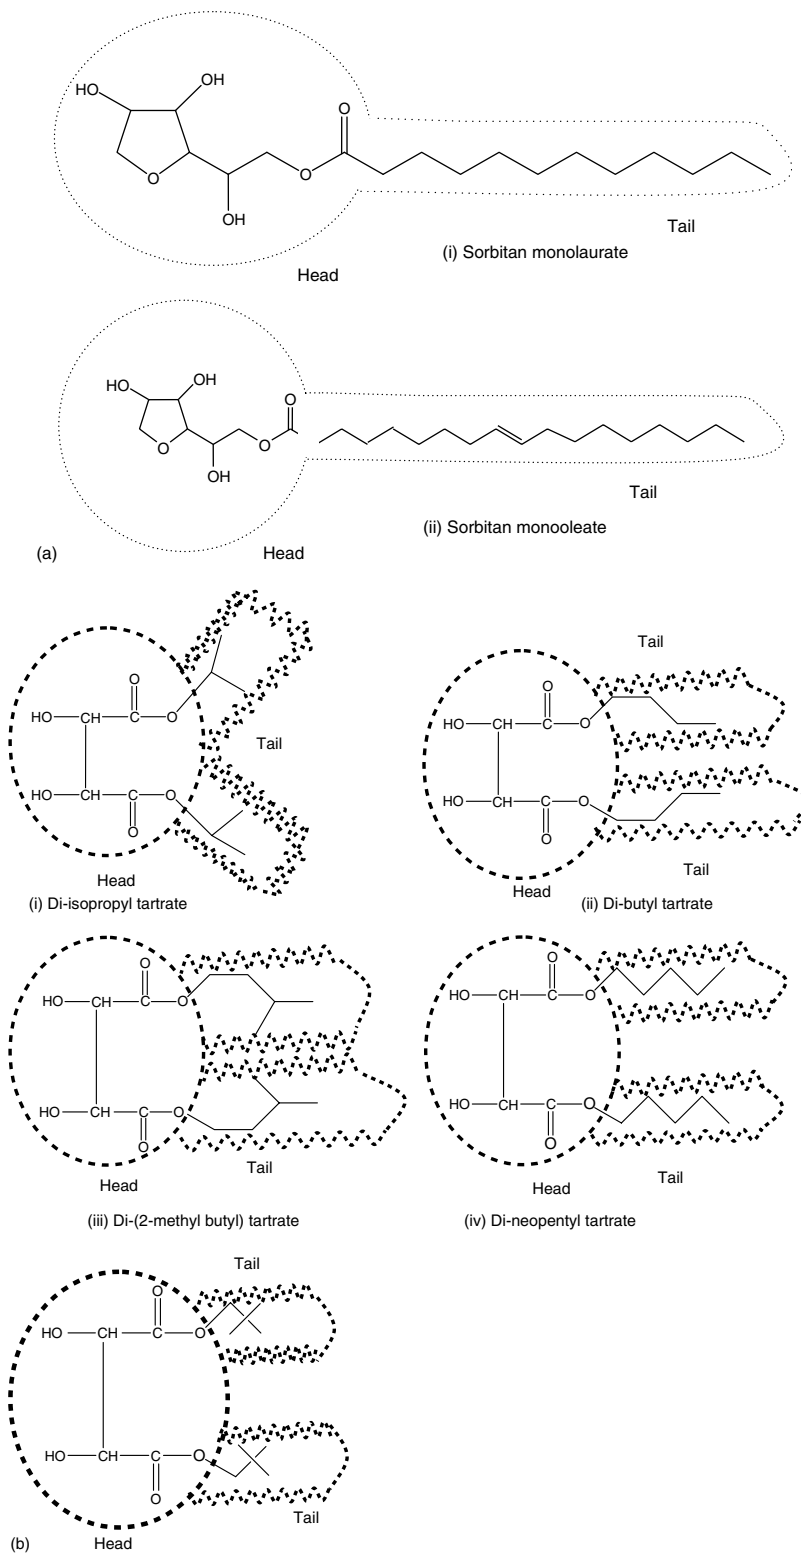 HO
OH
O
O
O
OH
Tail
(i) Sorbitan monolaurate
Head
HO
OH
O
O
O
OH
Tail
(ii) Sorbitan monooleate
(a)
Head
O
HO CH C O
Tail
HO CH C O
O
Head
(i) Di-isopropyl tartrate
Tail
O
HO CH C O
HO CH C O
O
Tail
Head
(ii) Di-butyl tartrate
O
HO CH C O
HO CH C O
O
Tail
Head
(iii) Di-(2-methyl butyl) tartrate
O
HO CH C O
HO CH C O
O
Tail
Head
(iv) Di-neopentyl tartrate
Tail
O
HO CH C O
HO CH C O
O
Tail
(b)
Head